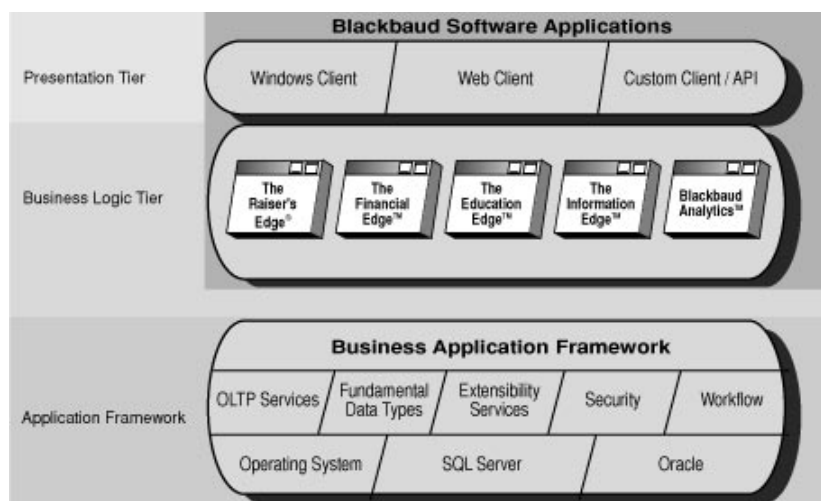 Blackbaud Software Applications
Presentation Tier
Windows Client
Web Client
Custom Client / API
Business Logic Tier
The
Raiser's
Edge®
The
Financial
Edge™
The
Education
Edge™
The
Information
Edge™
Blackbaud
Analytics™
Business Application Framework
Application Framework
OLTP Services
Fundamental
Data Types
Extensibility
Services
Security
Workflow
Operating System
SQL Server
Oracle